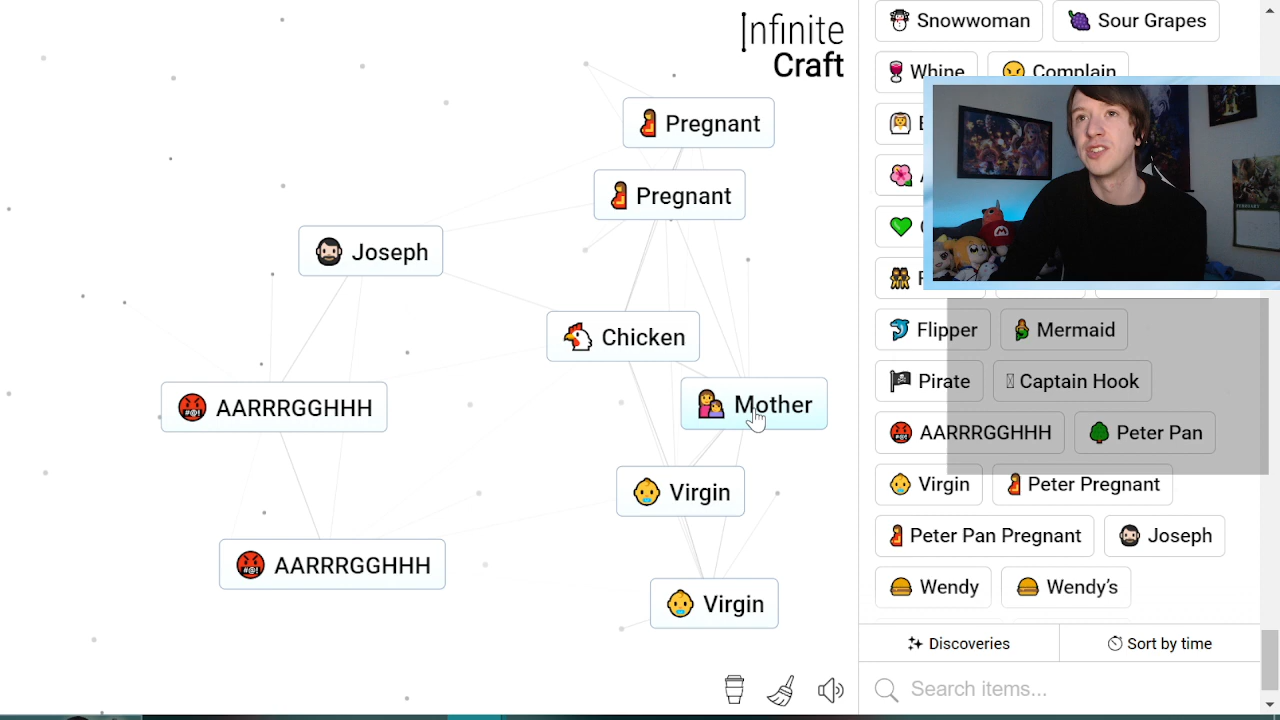 Infinite
Craft
Pregnant
Pregnant
Joseph
Chicken
AARRRGGHHH
Mother
Virgin
AARRRGGHHH
Virgin
Snowwoman
Sour Grapes
Whine
Complain
Flipper
Mermaid
Pirate
Captain Hook
AARRRGGHHH
Peter Pan
Virgin
Peter Pregnant
Peter Pan Pregnant
Joseph
Wendy
Wendy’s
Discoveries
Sort by time
Search items...
FEBRUARY